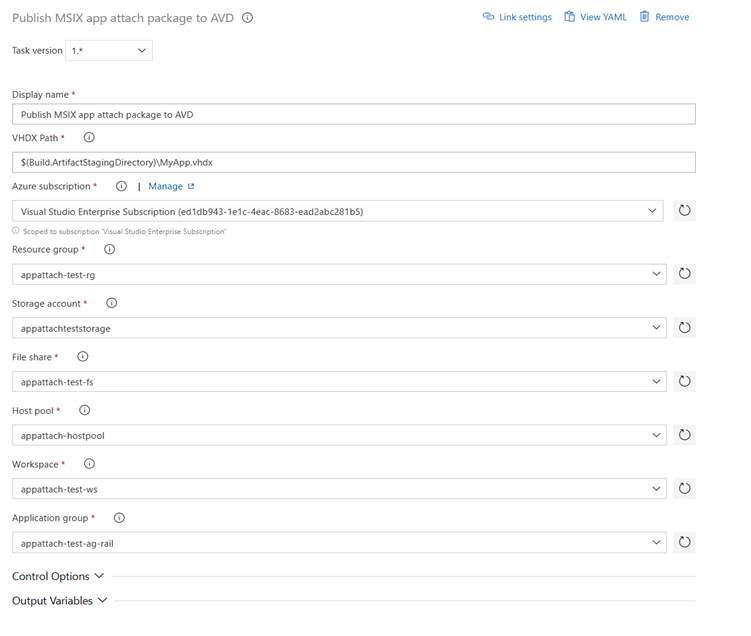 Publish MSIX app attach package to AVD
Link settings
View YAML
Remove
Task version 1.*
Display name *
Publish MSIX app attach package to AVD
VHDX Path *
$(Build.ArtifactStagingDirectory)\MyApp.vhdx
Azure subscription * | Manage
Visual Studio Enterprise Subscription (ed1db943-1e1c-4eac-8683-ead2abc281b5)
Scoped to subscription 'Visual Studio Enterprise Subscription'
Resource group *
appattach-test-rg
Storage account *
appattachteststorage
File share *
appattach-test-fs
Host pool *
appattach-hostpool
Workspace *
appattach-test-ws
Application group *
appattach-test-ag-rail
Control Options
Output Variables